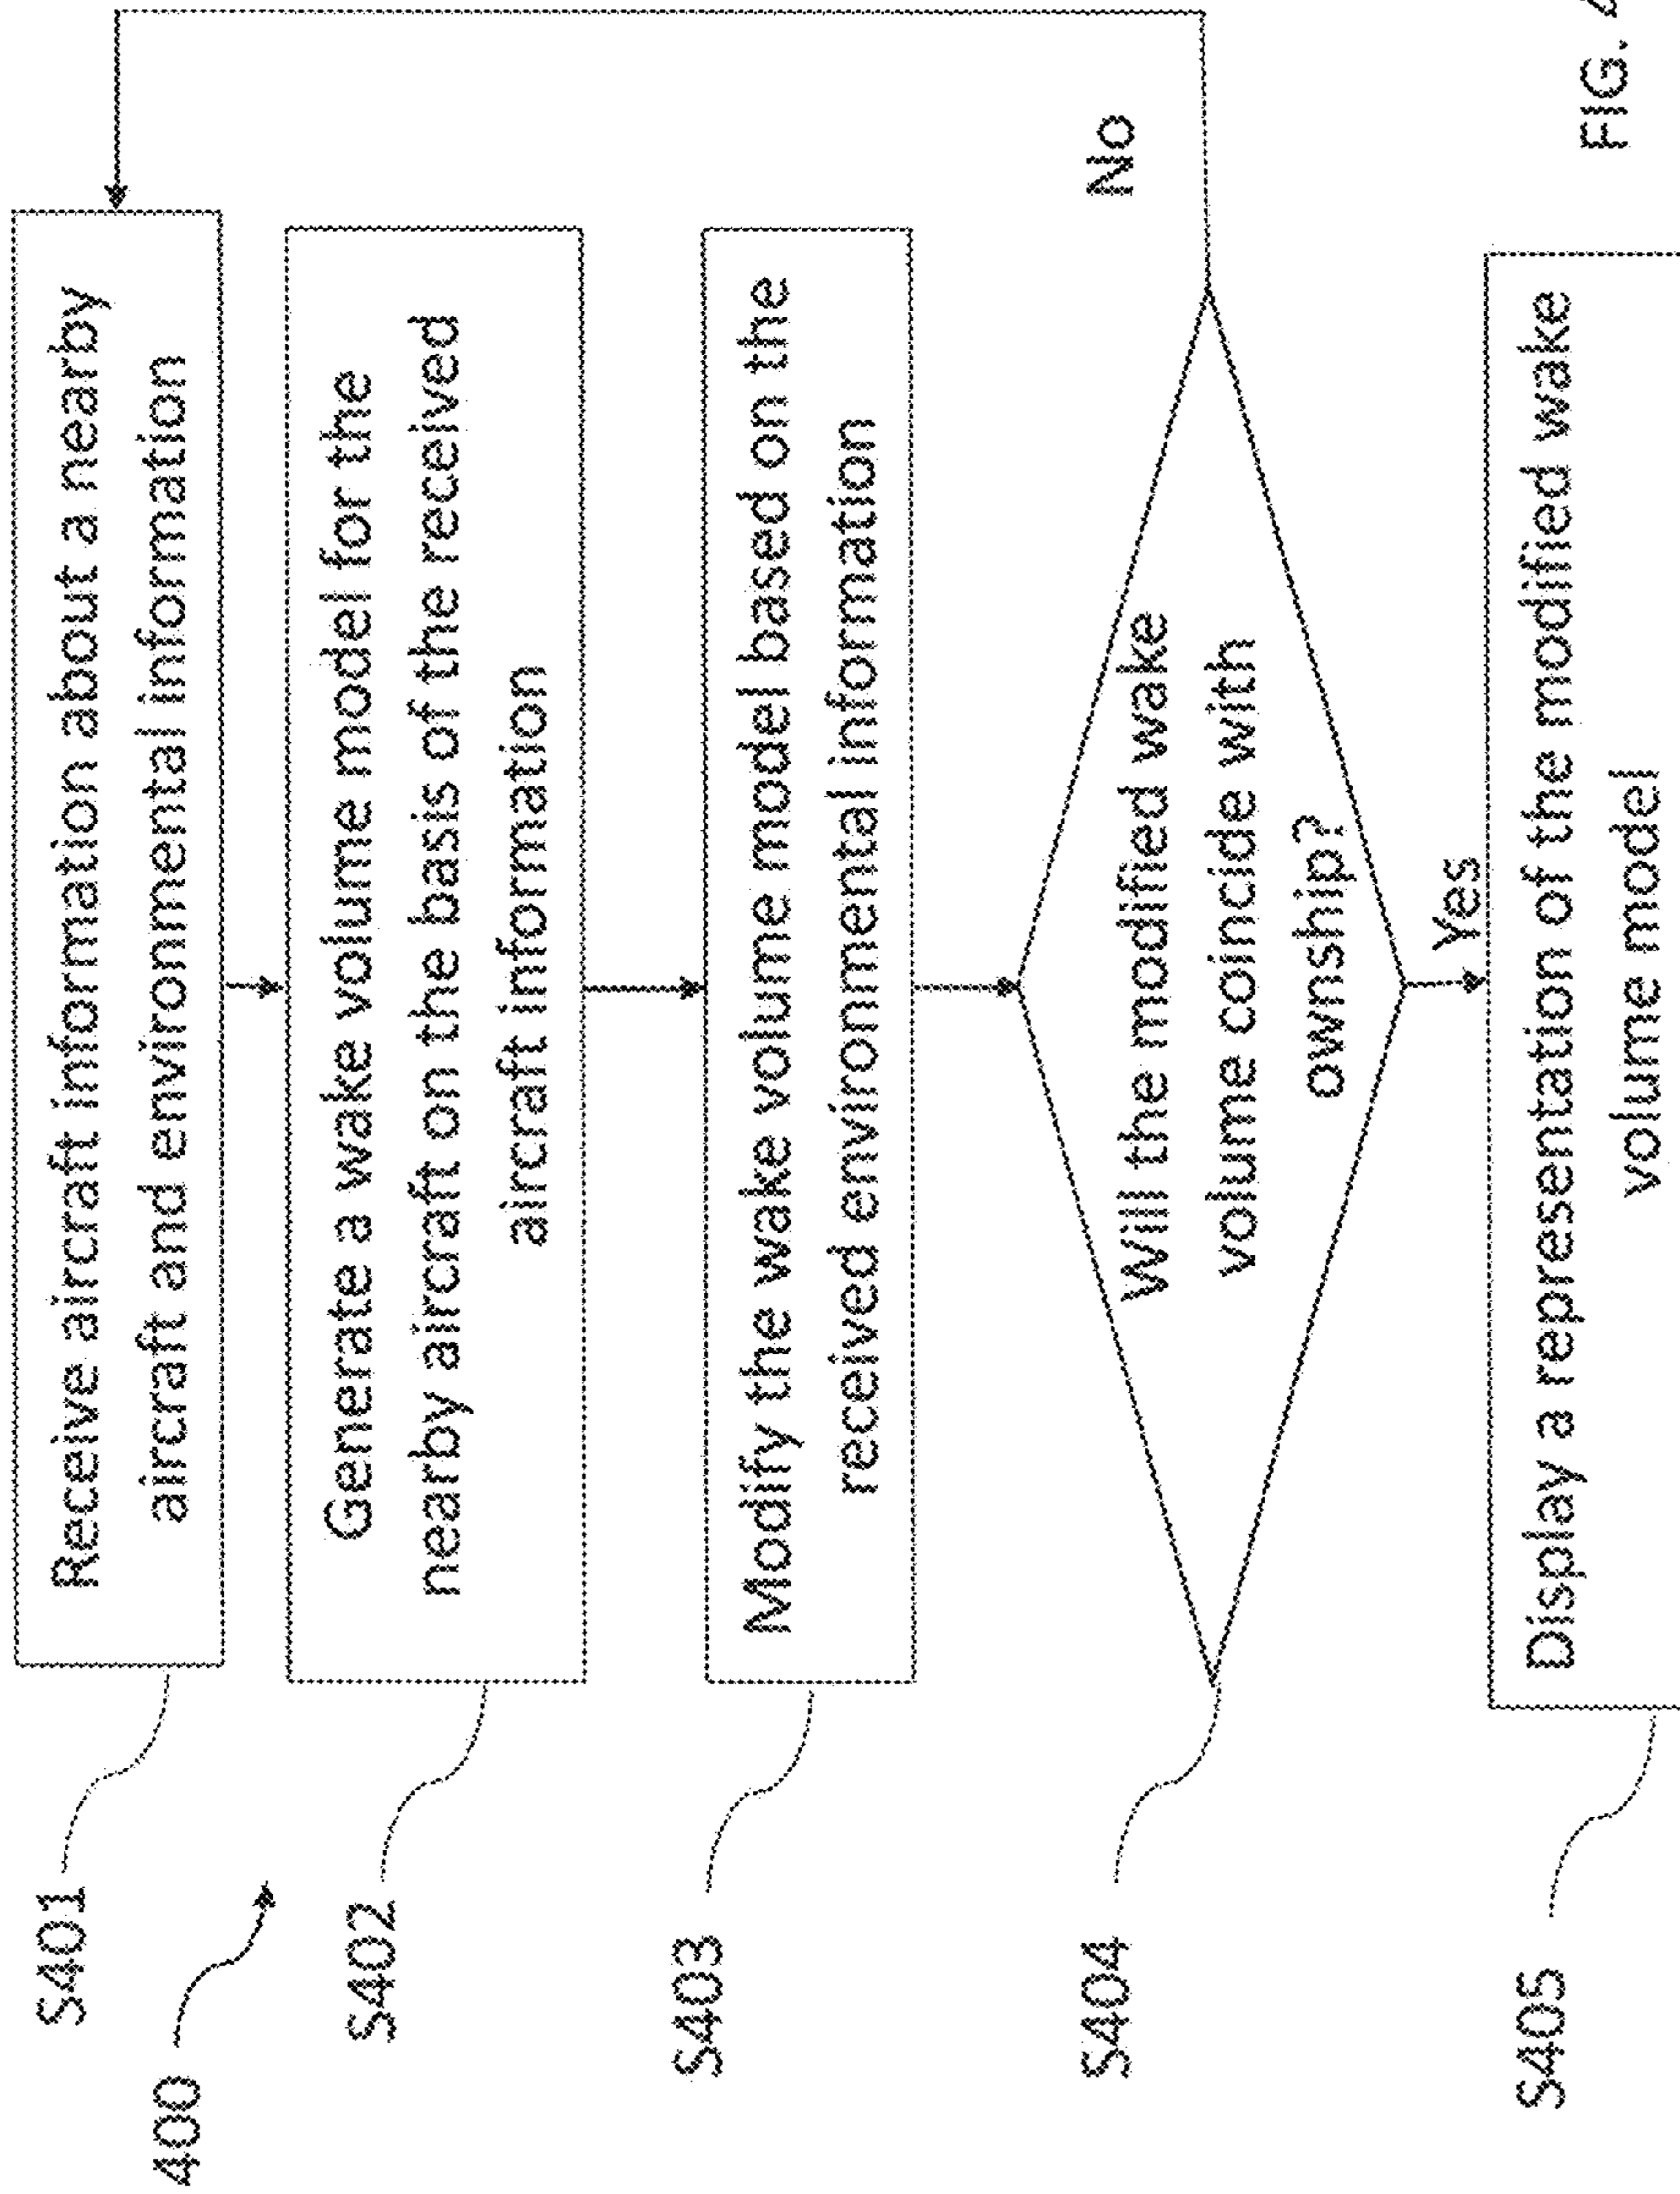 400
S401
Receive aircraft information about a nearby
aircraft and environmental information
S402
Generate a wake volume model for the
nearby aircraft on the basis of the received
aircraft information
S403
Modify the wake volume model based on the
received environmental information
S404
Will the modified wake
volume coincide with
ownship?
No
Yes
S405
Display a representation of the modified wake
volume model
FIG. 4